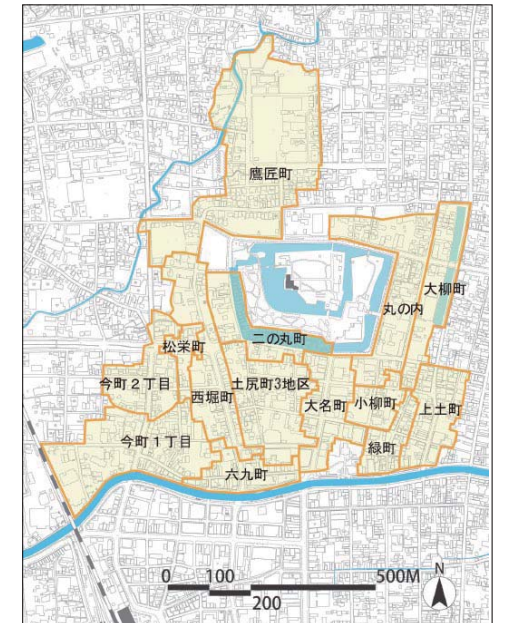 鷹匠町
大柳町
丸の内
二の丸町
松栄町
今町2丁目
西堀町
土尻町3地区
大名町
小柳町
上土町
今町1丁目
緑町
六九町
0 100 500M
200
N